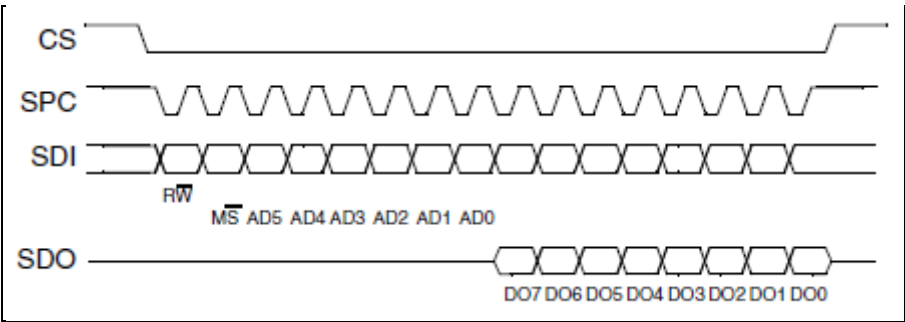 CS
SPC
SDI
RW̅
MS̅ AD5 AD4 AD3 AD2 AD1 AD0
SDO
DO7 DO6 DO5 DO4 DO3 DO2 DO1 DO0